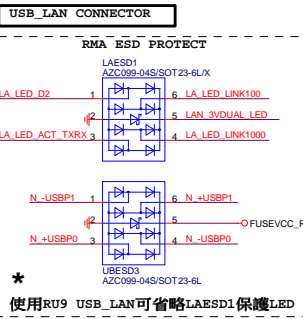 USB_LAN CONNECTOR
RMA ESD PROTECT
LAESD1
AZC099-04S/SOT23-6L/X
LA_LED_D2 1 6 LA_LED_LINK100
2 5 LAN_3VDUAL_LED
LA_LED_ACT_TXRX 3 4 LA_LED_LINK1000
N_-USBP1 1 6 N_+USBP1
2 5 FUSEVCC_R
N_+USBP0 3 4 N_-USBP0
UBESD3
AZC099-04S/SOT23-6L
*
使用RU9 USB_LAN可省略LAESD1保護LED